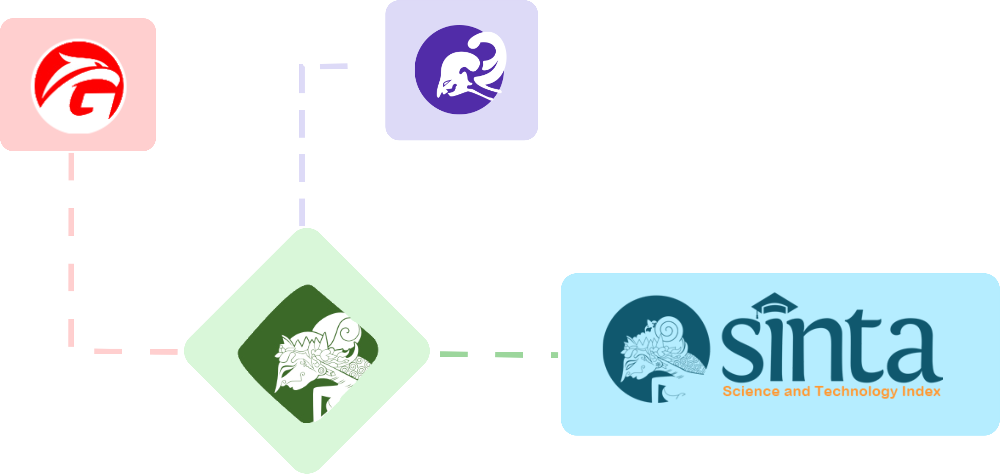 G
sinta
Science and Technology Index